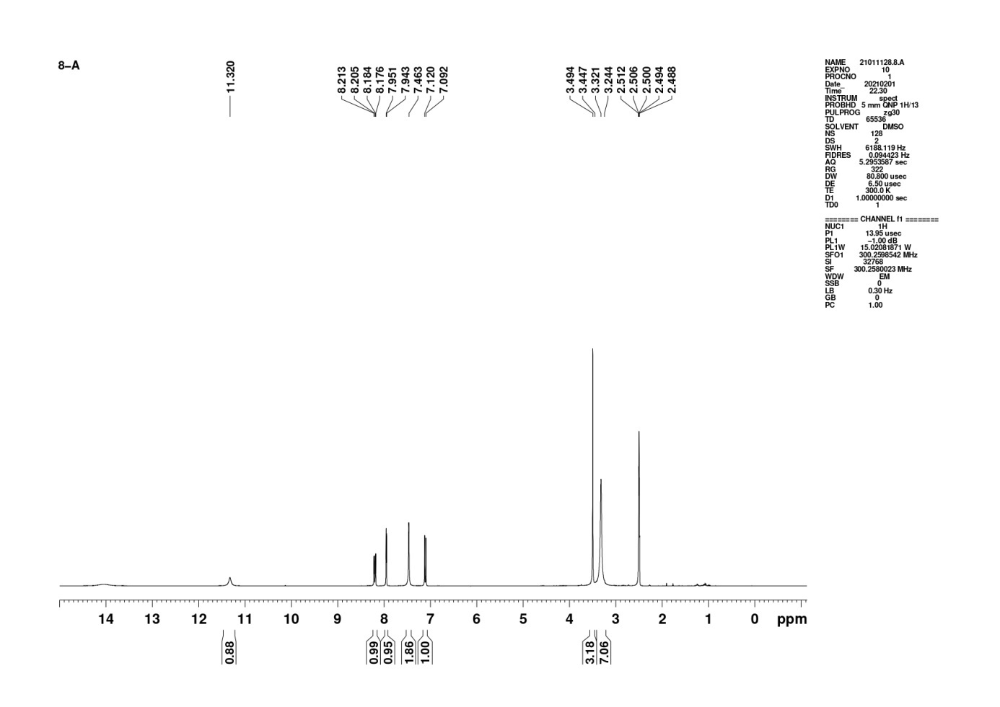 8–A
11.320
8.213
8.205
8.184
8.176
7.951
7.943
7.463
7.120
7.092
3.494
3.447
3.321
3.244
2.512
2.506
2.500
2.494
2.488
NAME 21011128.8.A
EXPNO 10
PROCNO 1
Date_ 20210201
Time 22.30
INSTRUM spect
PROBHD 5 mm QNP 1H/13
PULPROG zg30
TD 65536
SOLVENT DMSO
NS 128
DS 2
SWH 6188.119 Hz
FIDRES 0.094423 Hz
AQ 5.2953587 sec
RG 322
DW 80.800 usec
DE 6.50 usec
TE 300.0 K
D1 1.00000000 sec
TD0 1
======== CHANNEL f1 ========
NUC1 1H
P1 13.95 usec
PL1 –1.00 dB
PL1W 15.02081871 W
SFO1 300.2598542 MHz
SI 32768
SF 300.2580023 MHz
WDW EM
SSB 0
LB 0.30 Hz
GB 0
PC 1.00
14 13 12 11 10 9 8 7 6 5 4 3 2 1 0 ppm
0.88
0.99
0.95
1.86
1.00
3.18
7.06